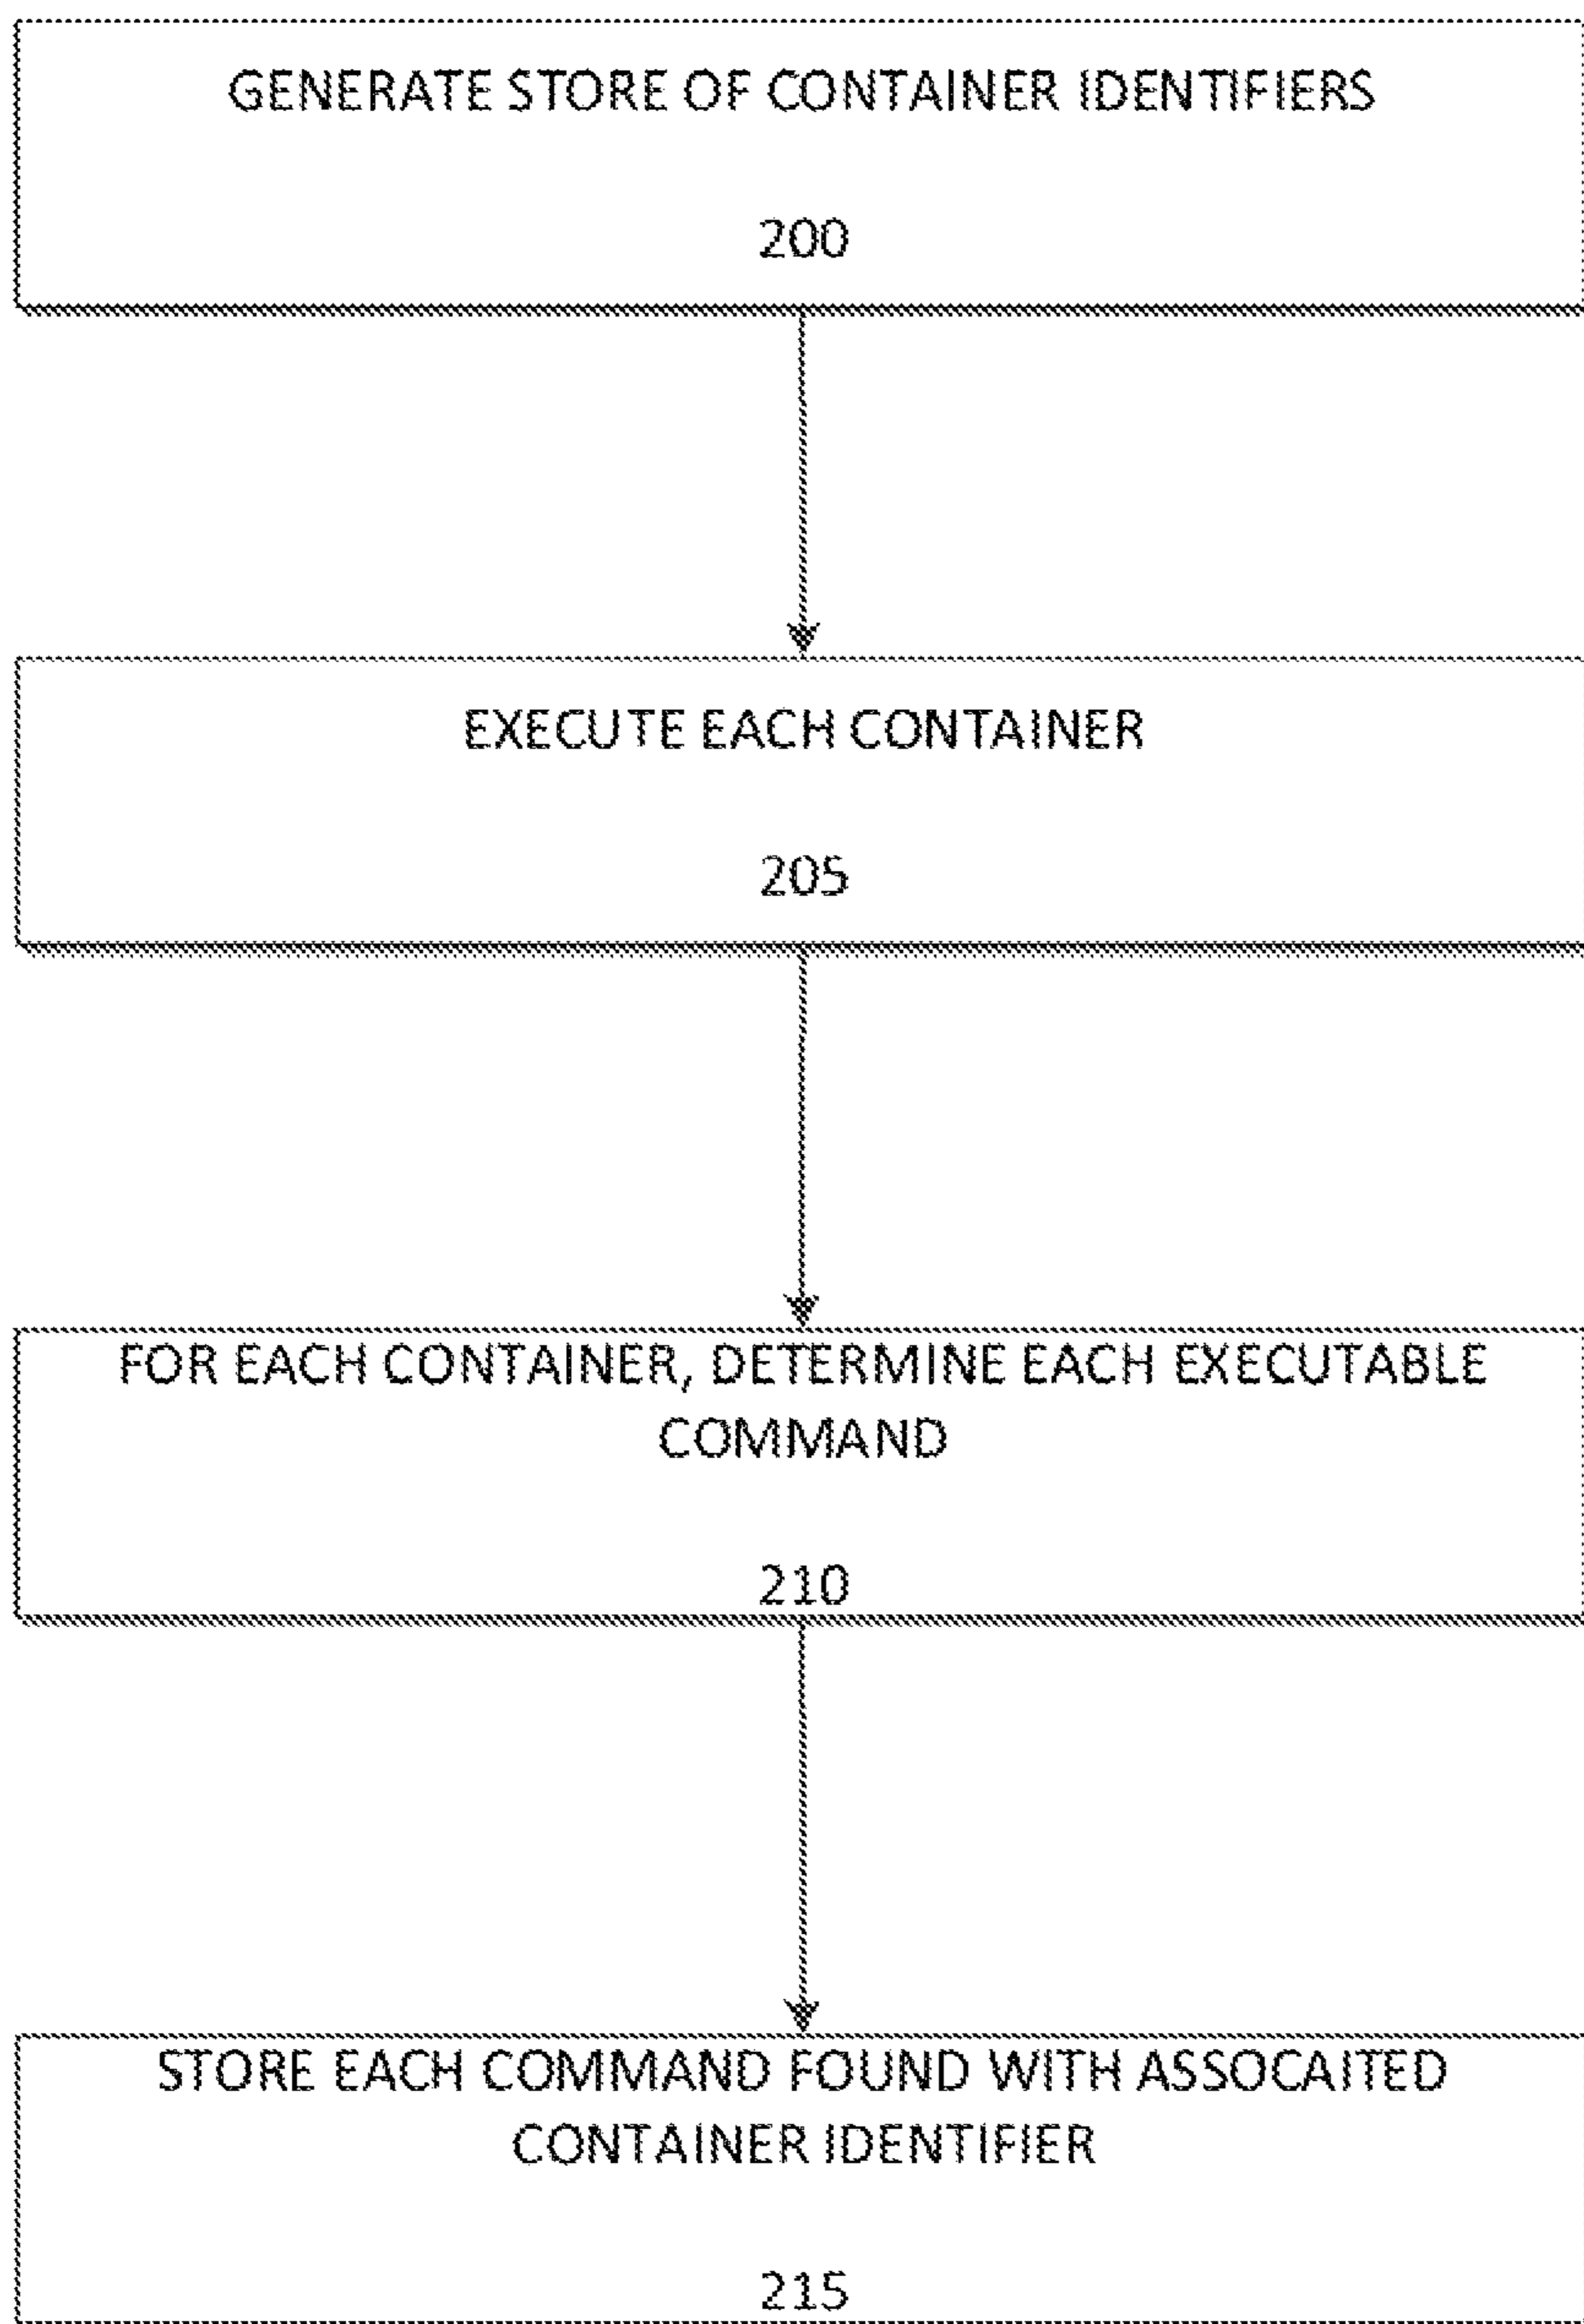 GENERATE STORE OF CONTAINER IDENTIFIERS
200
EXECUTE EACH CONTAINER
205
FOR EACH CONTAINER, DETERMINE EACH EXECUTABLE
COMMAND
210
STORE EACH COMMAND FOUND WITH ASSOCAITED
CONTAINER IDENTIFIER
215